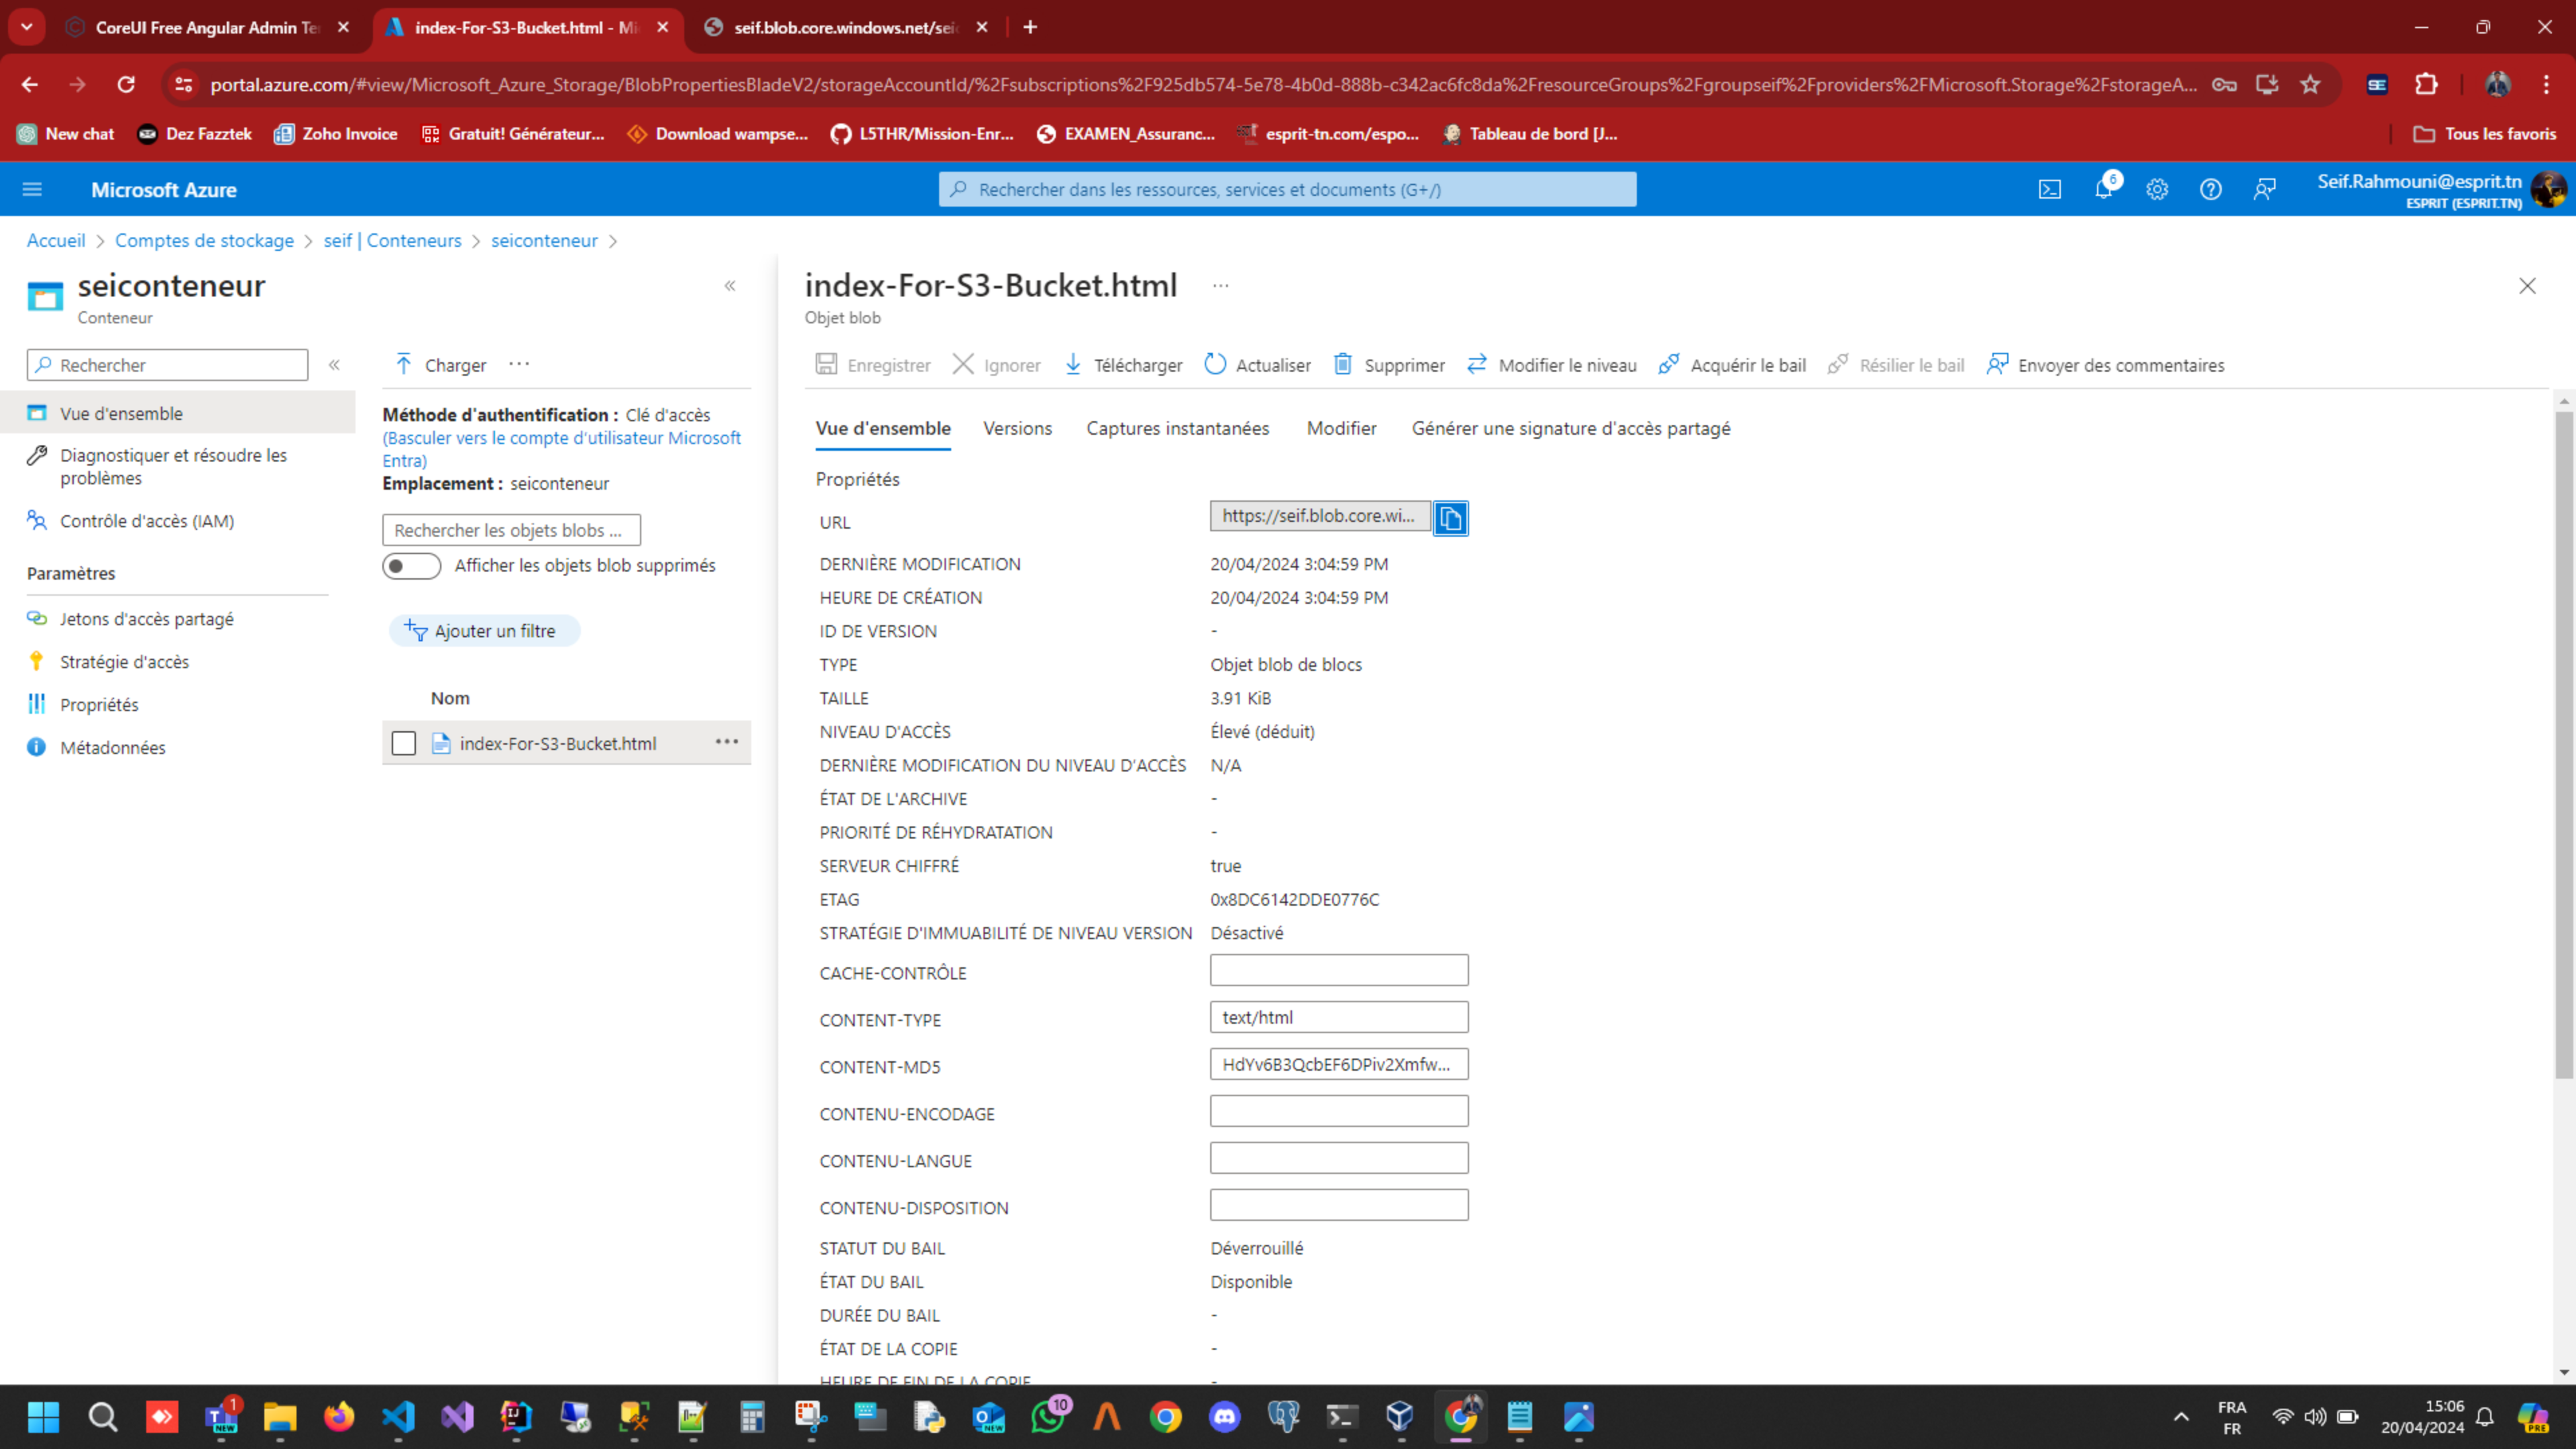 CoreUI Free Angular Admin Te
index-For-S3-Bucket.html - Mi
seif.blob.core.windows.net/sei
portal.azure.com/#view/Microsoft_Azure_Storage/BlobPropertiesBladeV2/storageAccountId/%2Fsubscriptions%2F925db574-5e78-4b0d-888b-c342ac6fc8da%2FresourceGroups%2Fgroupseif%2Fproviders%2FMicrosoft.Storage%2FstorageA...
New chat
Dez Fazztek
Zoho Invoice
Gratuit! Générateur...
Download wampse...
L5THR/Mission-Enr...
EXAMEN_Assuranc...
esprit-tn.com/espo...
Tableau de bord [J...
Tous les favoris
Microsoft Azure
Rechercher dans les ressources, services et documents (G+/)
6
Seif.Rahmouni@esprit.tn
ESPRIT (ESPRIT.TN)
Accueil > Comptes de stockage > seif | Conteneurs > seiconteneur >
seiconteneur
Conteneur
Rechercher
Vue d'ensemble
Diagnostiquer et résoudre les
problèmes
Contrôle d'accès (IAM)
Paramètres
Jetons d'accès partagé
Stratégie d'accès
Propriétés
Métadonnées
Charger ...
Méthode d'authentification : Clé d'accès
(Basculer vers le compte d'utilisateur Microsoft
Entra)
Emplacement : seiconteneur
Rechercher les objets blobs ...
Afficher les objets blob supprimés
Ajouter un filtre
Nom
index-For-S3-Bucket.html ...
index-For-S3-Bucket.html ...
Objet blob
Enregistrer
Ignorer
Télécharger
Actualiser
Supprimer
Modifier le niveau
Acquérir le bail
Résilier le bail
Envoyer des commentaires
Vue d'ensemble
Versions
Captures instantanées
Modifier
Générer une signature d'accès partagé
Propriétés
URL https://seif.blob.core.wi...
DERNIÈRE MODIFICATION 20/04/2024 3:04:59 PM
HEURE DE CRÉATION 20/04/2024 3:04:59 PM
ID DE VERSION -
TYPE Objet blob de blocs
TAILLE 3.91 KiB
NIVEAU D'ACCÈS Élevé (déduit)
DERNIÈRE MODIFICATION DU NIVEAU D'ACCÈS N/A
ÉTAT DE L'ARCHIVE -
PRIORITÉ DE RÉHYDRATATION -
SERVEUR CHIFFRÉ true
ETAG 0x8DC6142DDE0776C
STRATÉGIE D'IMMUABILITÉ DE NIVEAU VERSION Désactivé
CACHE-CONTRÔLE
CONTENT-TYPE text/html
CONTENT-MD5 HdYv6B3QcbEF6DPiv2Xmfw...
CONTENU-ENCODAGE
CONTENU-LANGUE
CONTENU-DISPOSITION
STATUT DU BAIL Déverrouillé
ÉTAT DU BAIL Disponible
DURÉE DU BAIL -
ÉTAT DE LA COPIE -
HEURE DE FIN DE LA COPIE -
1
NEW
NEW
10
FRA
FR
15:06
20/04/2024
PRE